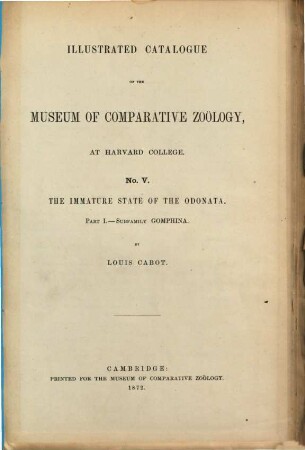 ILLUSTRATED CATALOGUE
OF THE
MUSEUM OF COMPARATIVE ZOÖLOGY,
AT HARVARD COLLEGE.
No. V.
THE IMMATURE STATE OF THE ODONATA.
PART I.—SUBFAMILY GOMPHINA.
BY
LOUIS CABOT.
CAMBRIDGE:
PRINTED FOR THE MUSEUM OF COMPARATIVE ZOÖLOGY.
1872.